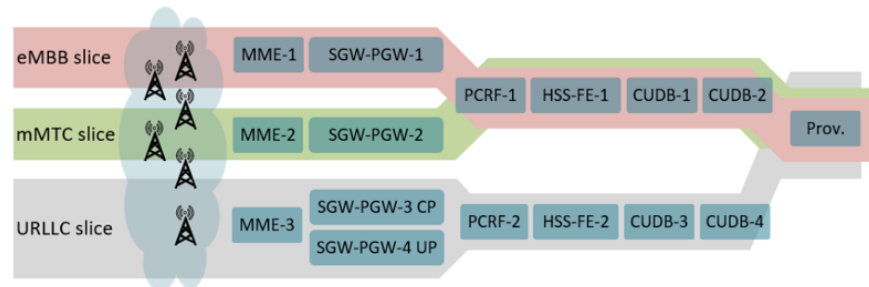 eMBB slice
MME-1
SGW-PGW-1
PCRF-1
HSS-FE-1
CUDB-1
CUDB-2
Prov.
mMTC slice
MME-2
SGW-PGW-2
URLLC slice
MME-3
SGW-PGW-3 CP
SGW-PGW-4 UP
PCRF-2
HSS-FE-2
CUDB-3
CUDB-4